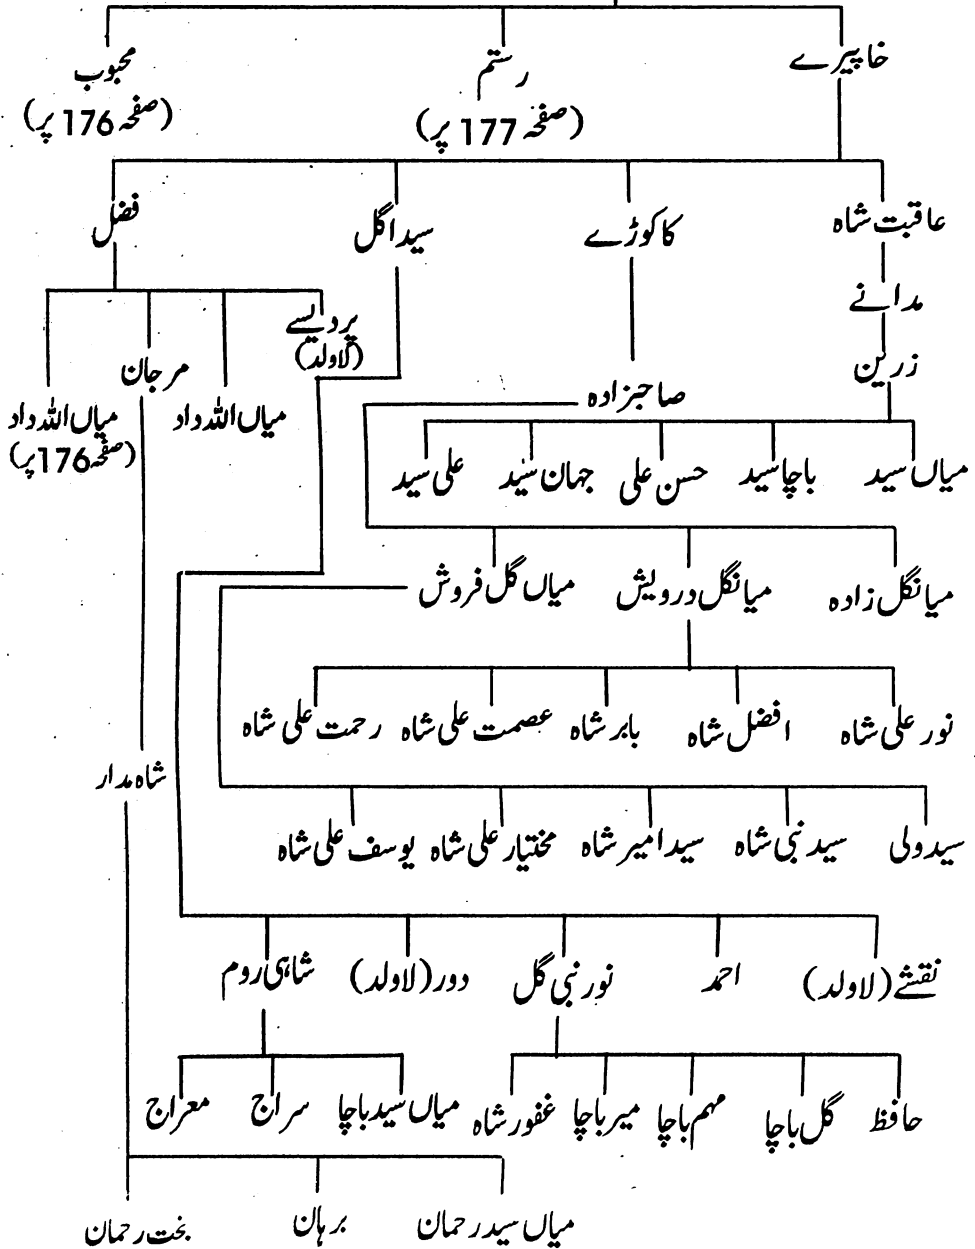 خاپیرے رستم محبوب
(صفحہ 177 پر) (صفحہ 176 پر)
عاقبت شاہ کاکوڑے سیداگل فضل
مدانے پردیسے
(لاولد)
زرین مرجان
صاحبزادہ میاں اللہ داد میاں اللہ داد
(صفحہ 176 پر)
میاں سید باچا سید حسن علی جہان سید علی سید
میانگل زادہ میانگل درویش میاں گل فروش
نور علی شاہ افضل شاہ بابر شاہ عصمت علی شاہ رحمت علی شاہ
شاہ مدار
سید ولی سید نبی شاہ سید امیر شاہ مختیار علی شاہ یوسف علی شاہ
نقشے (لاولد) احمد نور نبی گل دور (لاولد) شاہی روم
حافظ گل باچا مہم باچا میر باچا غفور شاہ میاں سید باچا سراج معراج
میاں سید رحمان برہان بخت رحمان